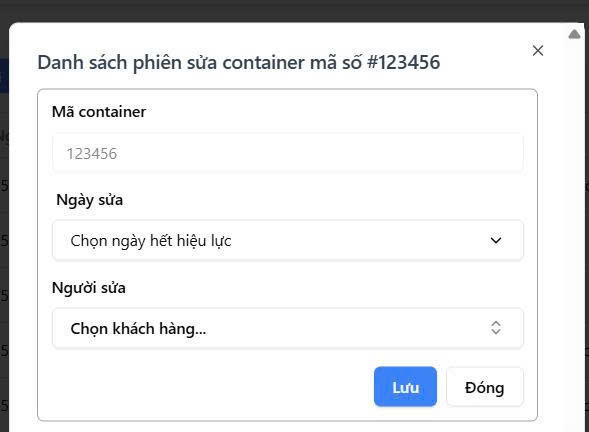 Danh sách phiên sửa container mã số #123456
Mã container
123456
Ngày sửa
Chọn ngày hết hiệu lực
Người sửa
Chọn khách hàng...
Lưu
Đóng